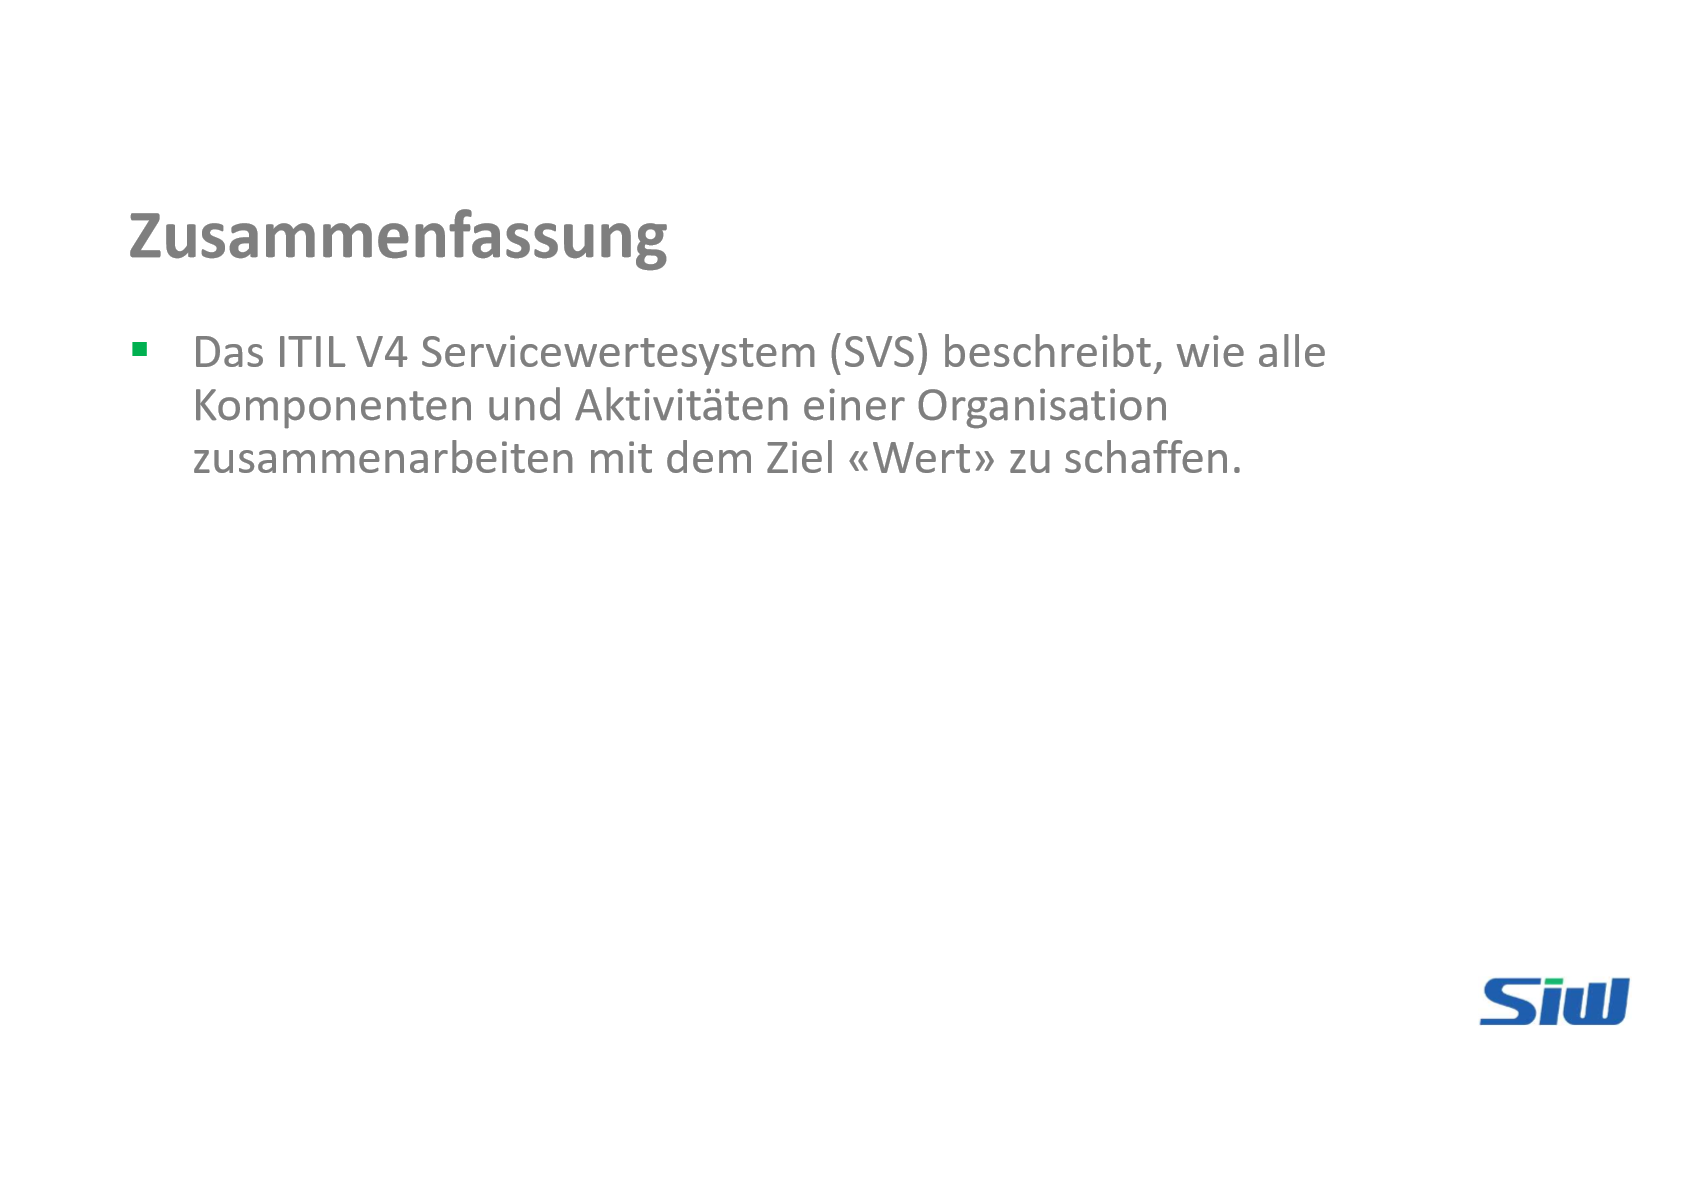 Zusammenfassung
Das ITIL V4 Servicewertesystem (SVS) beschreibt, wie alle
Komponenten und Aktivitäten einer Organisation
zusammenarbeiten mit dem Ziel «Wert» zu schaffen.
Siw